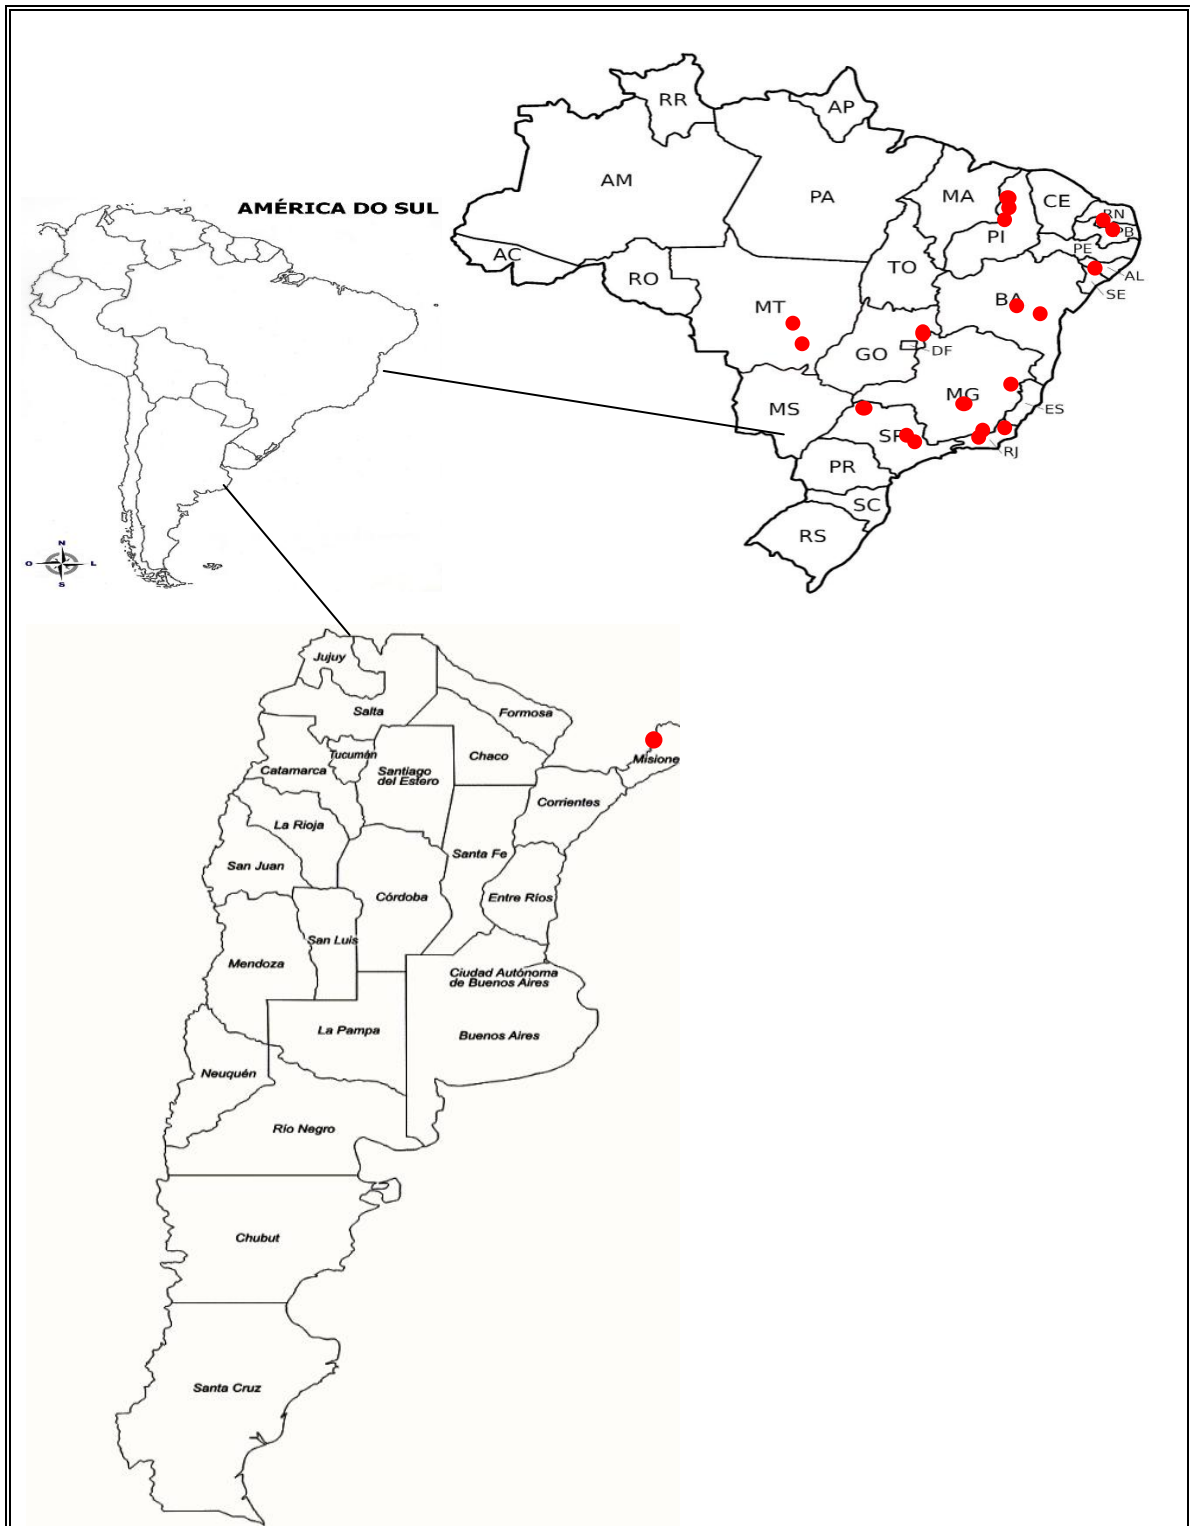 RR
AP
AM
PA
MA
CE
RN
PB
AMÉRICA DO SUL
PI
PE
AC
TO
AL
RO
SE
MT
BA
DF
GO
MS
MG
ES
SP
RJ
PR
SC
RS
N
O
L
S
Jujuy
Salta
Formosa
Tucumán
Chaco
Misione
Catamarca
Santiago
del Estero
Corrientes
La Rioja
Santa Fe
San Juan
Córdoba
Entre Ríos
San Luis
Mendoza
Ciudad Autónoma
de Buenos Aires
La Pampa
Buenos Aires
Neuquén
Río Negro
Chubut
Santa Cruz